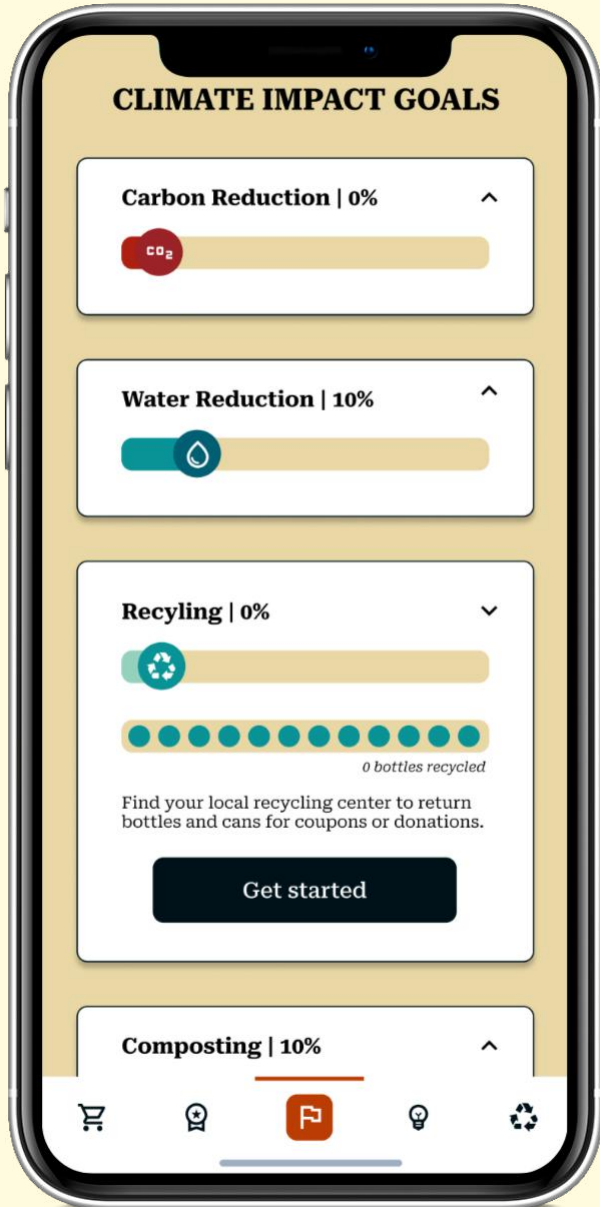 CLIMATE IMPACT GOALS
Carbon Reduction | 0%
CO₂
Water Reduction | 10%
Recyling | 0%
0 bottles recycled
Find your local recycling center to return
bottles and cans for coupons or donations.
Get started
Composting | 10%